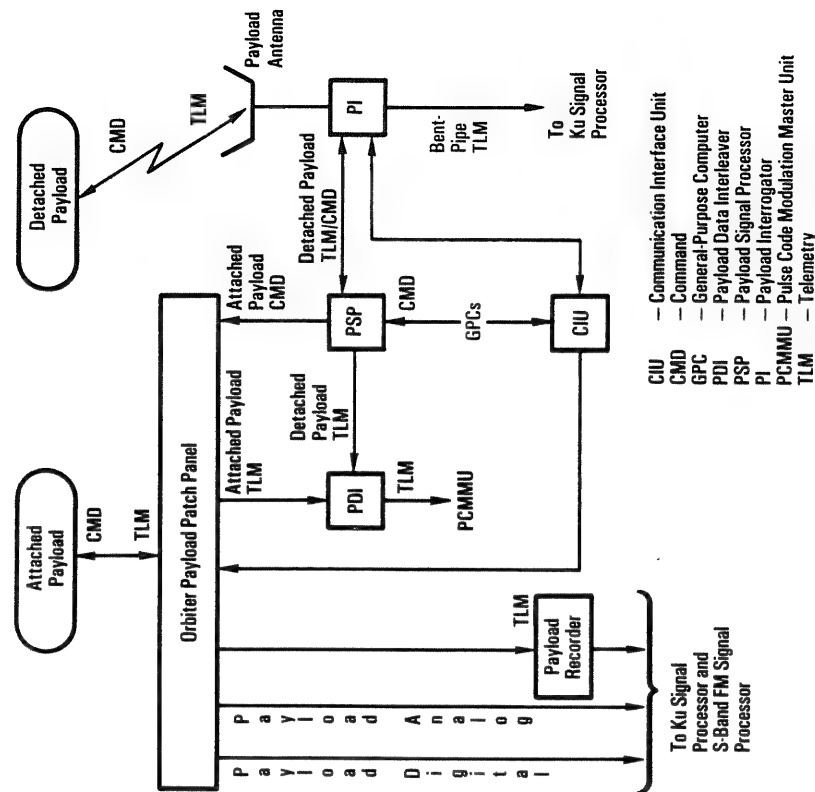 Attached
Payload
CMD
TLM
Detached
Payload
CMD
TLM
Payload
Antenna
Orbiter Payload Patch Panel
Attached
Payload
CMD
Attached Payload
TLM
PSP
Detached Payload
TLM/CMD
PI
Detached
Payload
TLM
PDI
TLM
PCMMU
CMD
GPCs
CIU
Bent-
Pipe
TLM
To
Ku Signal
Processor
Payload Digital
Payload Analog
TLM
Payload
Recorder
To Ku Signal
Processor and
S-Band FM Signal
Processor
CIU – Communication Interface Unit
CMD – Command
GPC – General-Purpose Computer
PDI – Payload Data Interleaver
PSP – Payload Signal Processor
PI – Payload Interrogator
PCMMU – Pulse Code Modulation Master Unit
TLM – Telemetry